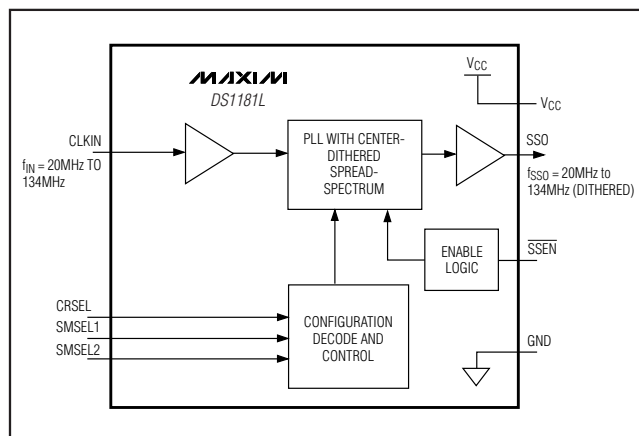 MAXIM
DS1181L
VCC
VCC
CLKIN
fIN = 20MHz TO
134MHz
PLL WITH CENTER-
DITHERED
SPREAD-
SPECTRUM
SSO
fSSO = 20MHz to
134MHz (DITHERED)
ENABLE
LOGIC
SSEN
CRSEL
SMSEL1
SMSEL2
CONFIGURATION
DECODE AND
CONTROL
GND